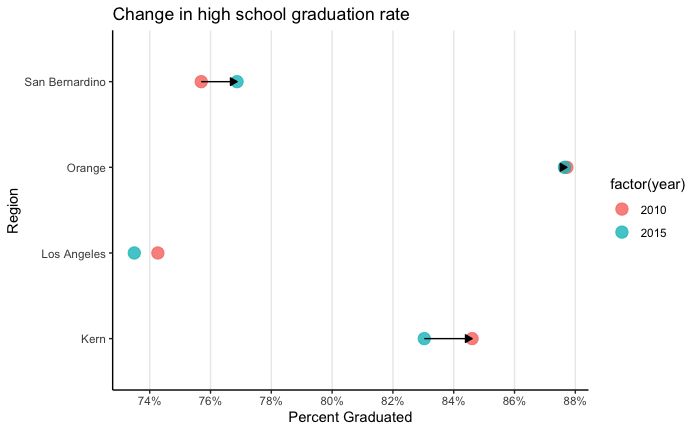 Change in high school graduation rate
San Bernardino
Orange
Los Angeles
Kern
Region
74% 76% 78% 80% 82% 84% 86% 88%
Percent Graduated
factor(year)
2010
2015